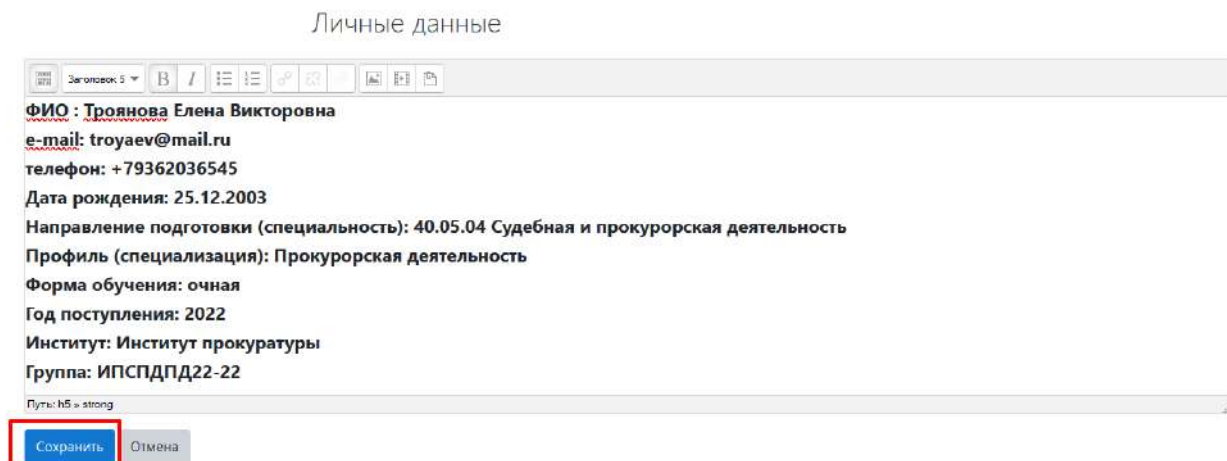 Личные данные
Заголовок 5
B I
ФИО : Троянова Елена Викторовна
e-mail: troyaev@mail.ru
телефон: +79362036545
Дата рождения: 25.12.2003
Направление подготовки (специальность): 40.05.04 Судебная и прокурорская деятельность
Профиль (специализация): Прокурорская деятельность
Форма обучения: очная
Год поступления: 2022
Институт: Институт прокуратуры
Группа: ИПСПДПД22-22
Путь: h5 » strong
Сохранить Отмена